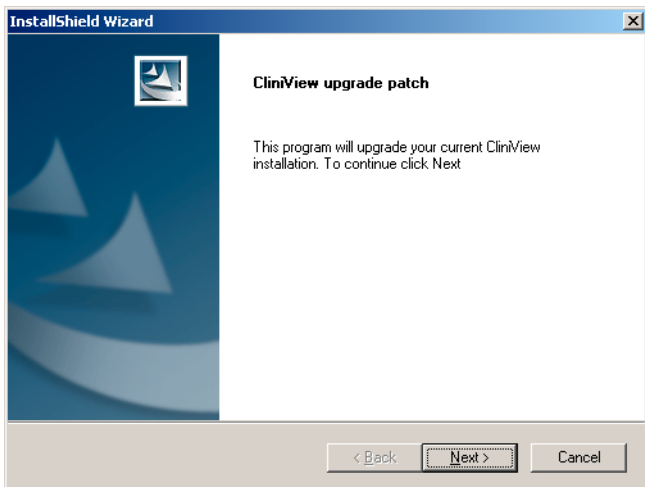 InstallShield Wizard
CliniView upgrade patch
This program will upgrade your current CliniView
installation. To continue click Next
< Back
Next >
Cancel